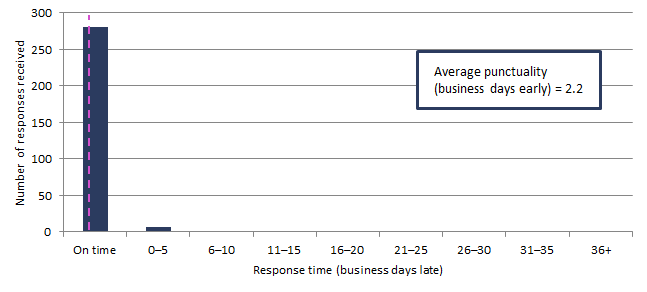 300
250
200
150
100
50
0
Number of responses received
Average punctuality
(business days early) = 2.2
On time 0–5 6–10 11–15 16–20 21–25 26–30 31–35 36+
Response time (business days late)